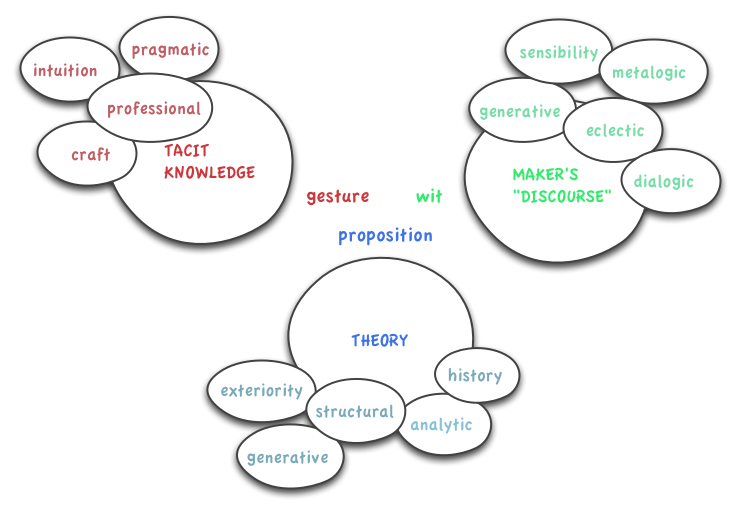 pragmatic
intuition
professional
craft
TACIT
KNOWLEDGE
sensibility
metalogic
generative
eclectic
dialogic
MAKER'S
"DISCOURSE"
gesture
wit
proposition
THEORY
history
exteriority
structural
analytic
generative